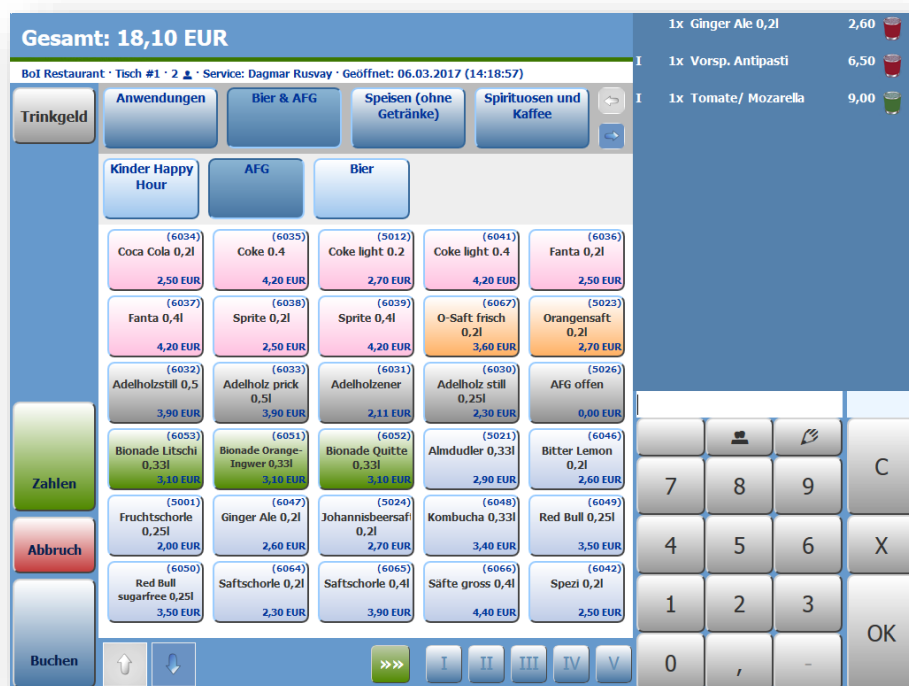 Gesamt: 18,10 EUR
BoI Restaurant · Tisch #1 · 2 · Service: Dagmar Rusvay · Geöffnet: 06.03.2017 (14:18:57)
Trinkgeld
Anwendungen
Bier & AFG
Speisen (ohne
Getränke)
Spirituosen und
Kaffee
Kinder Happy
Hour
AFG
Bier
(6034)
Coca Cola 0,2l
2,50 EUR
(6035)
Coke 0.4
4,20 EUR
(5012)
Coke light 0.2
2,70 EUR
(6041)
Coke light 0.4
4,20 EUR
(6036)
Fanta 0,2l
2,50 EUR
(6037)
Fanta 0,4l
4,20 EUR
(6038)
Sprite 0,2l
2,50 EUR
(6039)
Sprite 0,4l
4,20 EUR
(6067)
O-Saft frisch
0,2l
3,60 EUR
(5023)
Orangensaft
0,2l
2,70 EUR
(6032)
Adelholzstill 0,5
3,90 EUR
(6033)
Adelholz prick
0,5l
3,90 EUR
(6031)
Adelholzener
2,11 EUR
(6030)
Adelholz still
0,25l
2,30 EUR
(5026)
AFG offen
0,00 EUR
(6053)
Bionade Litschi
0,33l
3,10 EUR
(6051)
Bionade Orange-
Ingwer 0,33l
3,10 EUR
(6052)
Bionade Quitte
0,33l
3,10 EUR
(5021)
Almdudler 0,33l
2,90 EUR
(6046)
Bitter Lemon
0,2l
2,60 EUR
(5001)
Fruchtschorle
0,25l
2,00 EUR
(6047)
Ginger Ale 0,2l
2,60 EUR
(5024)
Johannisbeersaft
0,2l
2,70 EUR
(6048)
Kombucha 0,33l
3,40 EUR
(6049)
Red Bull 0,25l
3,50 EUR
(6050)
Red Bull
sugarfree 0,25l
3,50 EUR
(6064)
Saftschorle 0,2l
2,30 EUR
(6065)
Saftschorle 0,4l
3,90 EUR
(6066)
Säfte gross 0,4l
4,40 EUR
(6042)
Spezi 0,2l
2,50 EUR
Zahlen
Abbruch
Buchen
»»
I
II
III
IV
V
1x Ginger Ale 0,2l 2,60
I 1x Vorsp. Antipasti 6,50
I 1x Tomate/ Mozarella 9,00
7 8 9 C
4 5 6 X
1 2 3
0 , - OK